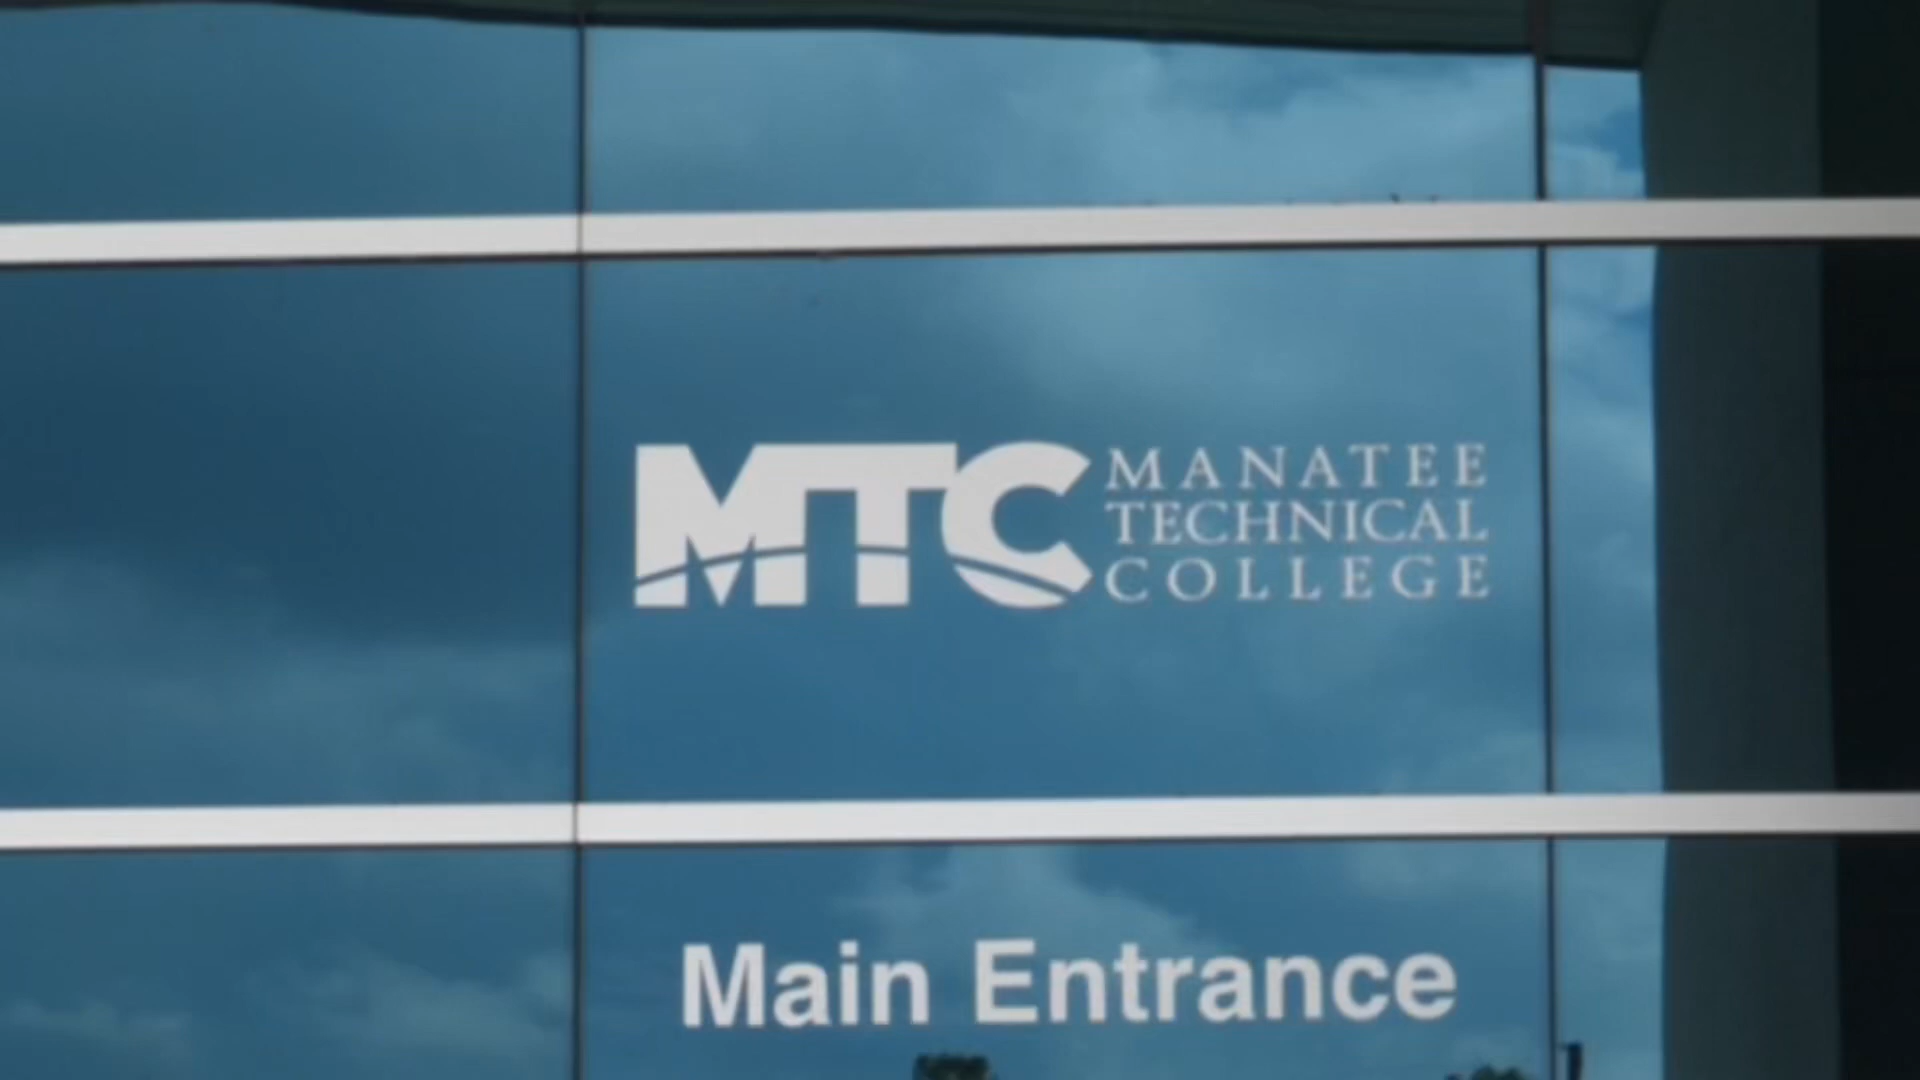 MTC
MANATEE
TECHNICAL
COLLEGE
Main Entrance